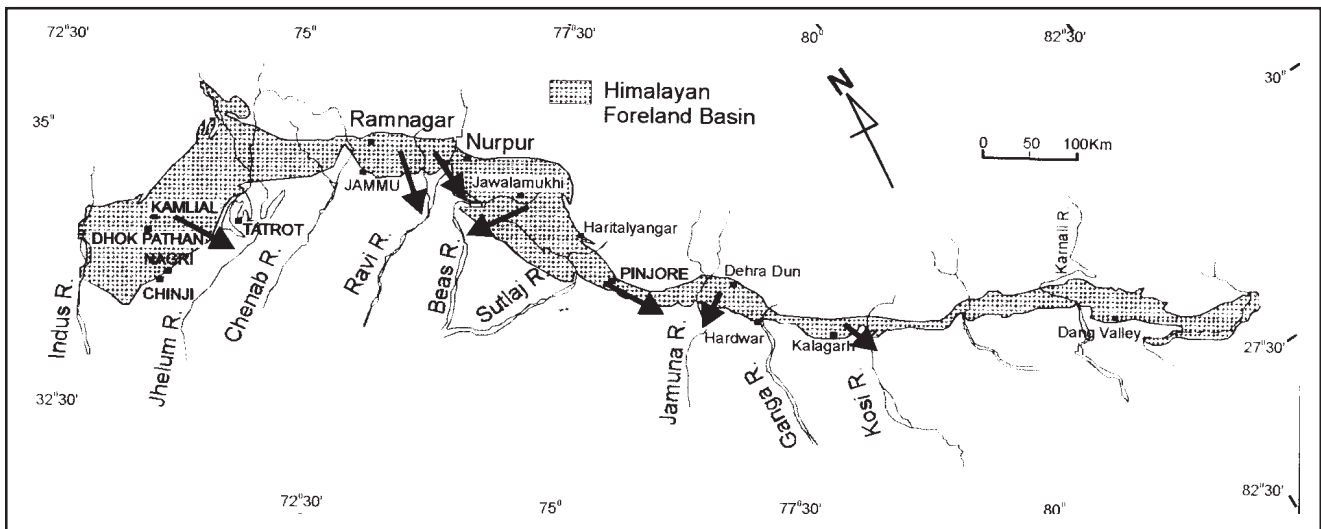 72°30'
75°
77°30'
80°
82°30'
30°
35°
Himalayan
Foreland Basin
N
0 50 100Km
Ramnagar
Nurpur
JAMMU
Jawalamukhi
KAMLIAL
TATROT
DHOK PATHAN
NAGRI
CHINJI
Haritalyangar
PINJORE
Dehra Dun
Karnali R.
Hardwar
Kalagarh
Dang Valley
Indus R.
Jhelum R.
Chenab R.
Ravi R.
Beas R.
Sutlaj R.
Jamuna R.
Ganga R.
Kosi R.
27°30'
32°30'
72°30'
75°
77°30'
80°
82°30'